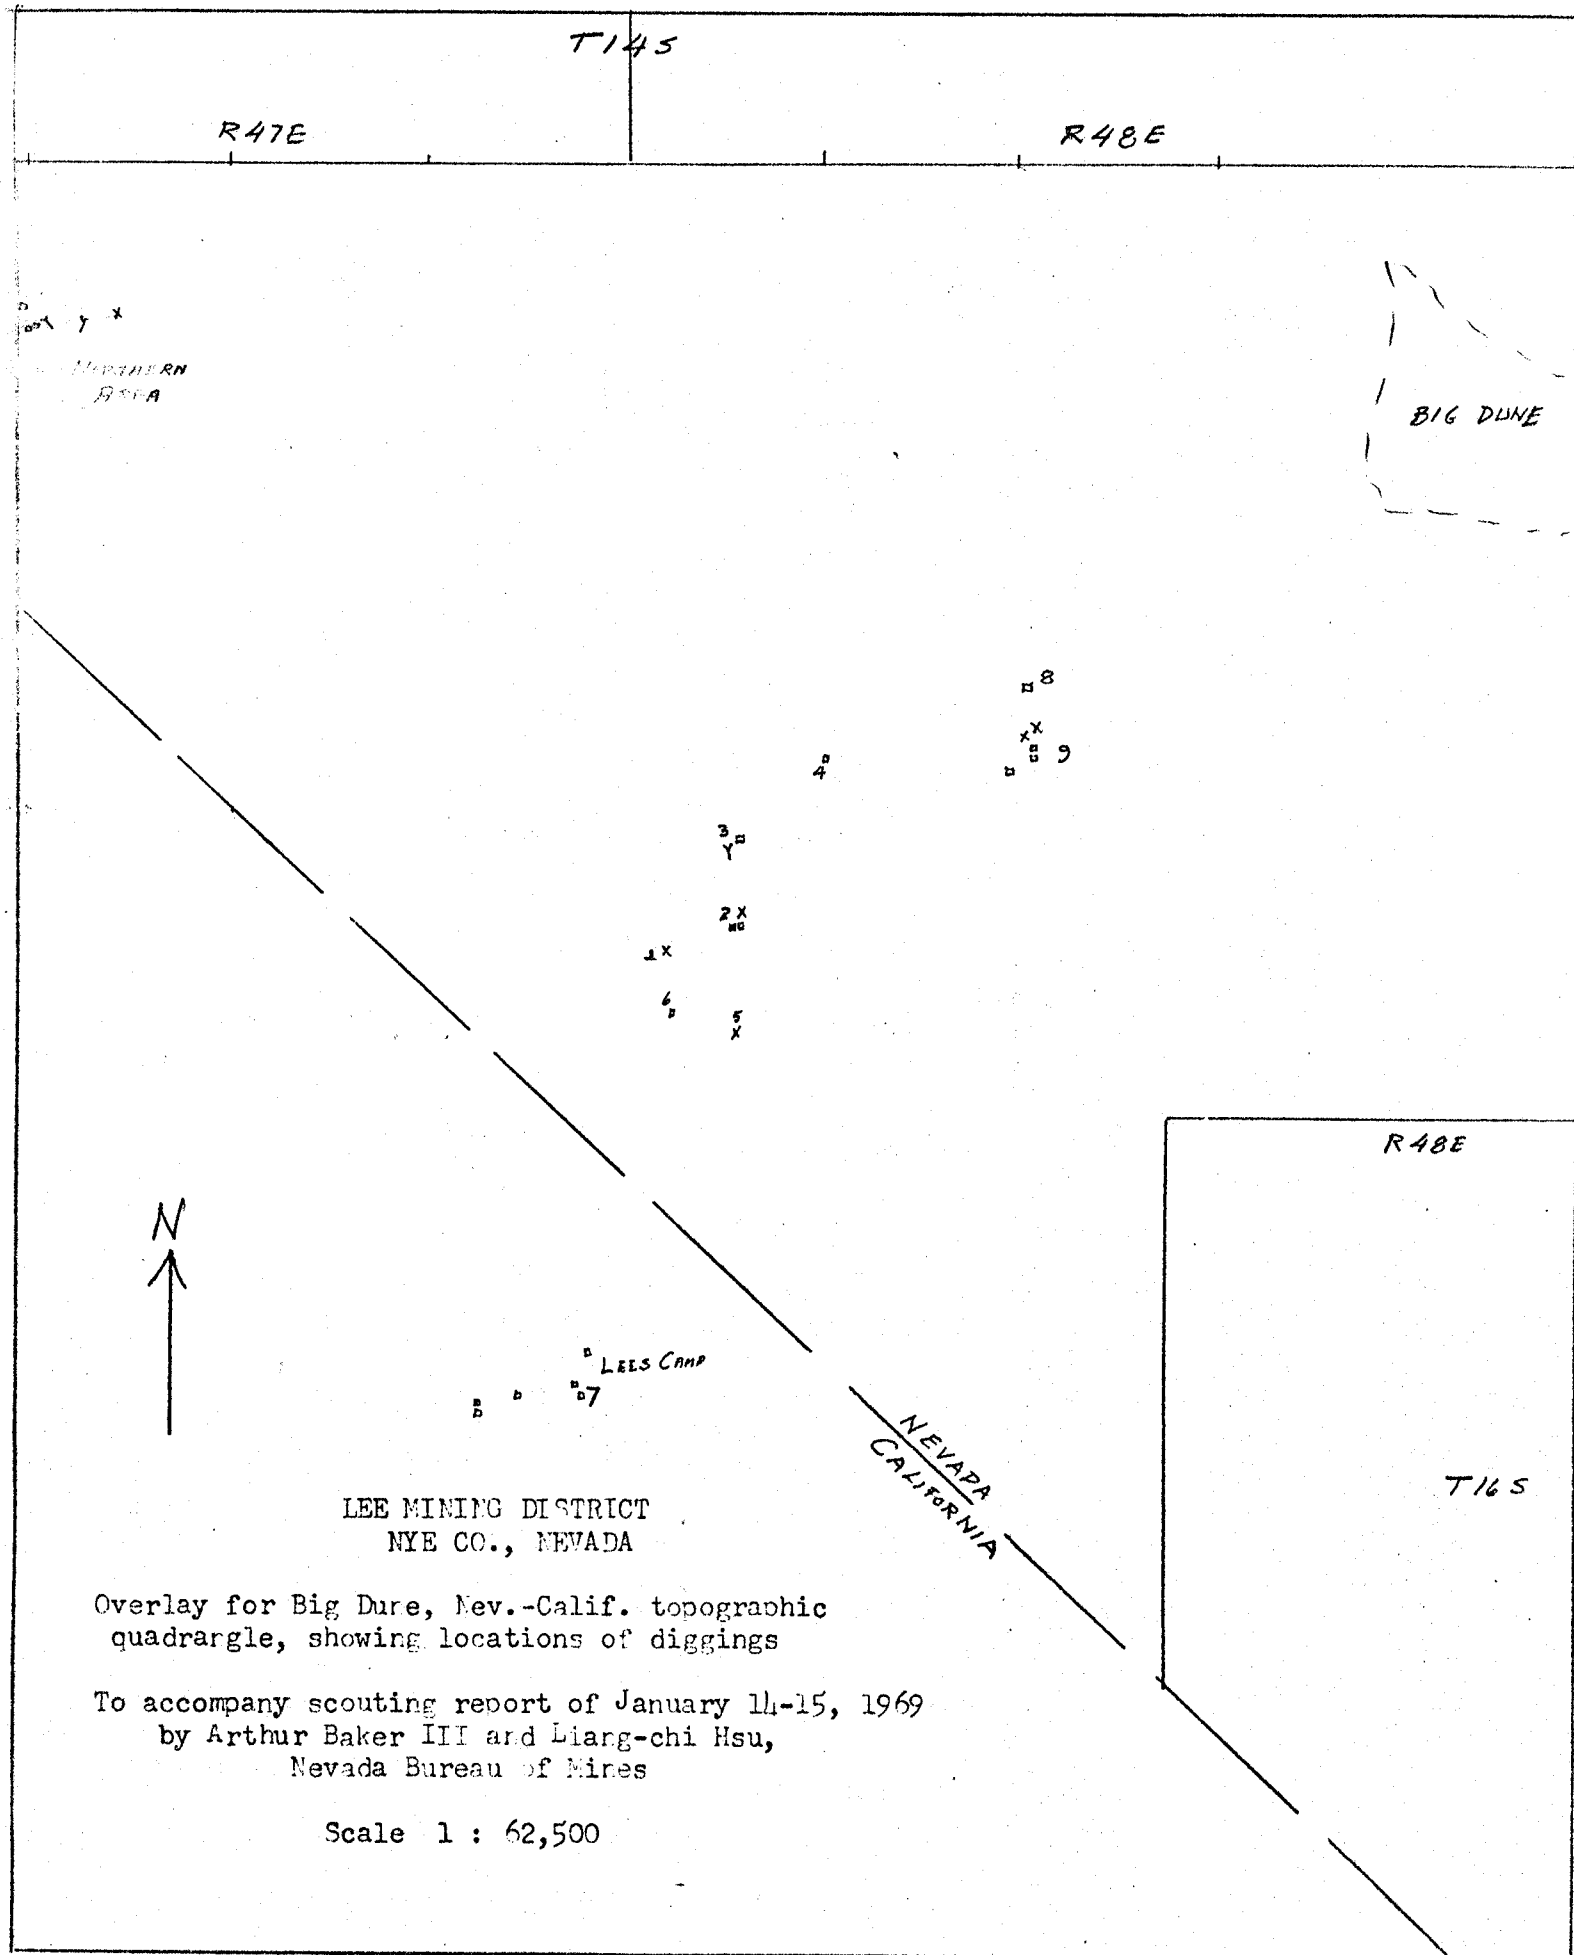 T14S
R47E
R48E
NORTHERN
AREA
BIG DUNE
8
9
4
3
2
1
6
5
R48E
N
LEES CAMP
7
NEVADA
CALIFORNIA
T16S
LEE MINING DISTRICT
NYE CO., NEVADA
Overlay for Big Dune, Nev.-Calif. topographic
quadrangle, showing locations of diggings
To accompany scouting report of January 14-15, 1969
by Arthur Baker III and Liang-chi Hsu,
Nevada Bureau of Mines
Scale 1 : 62,500